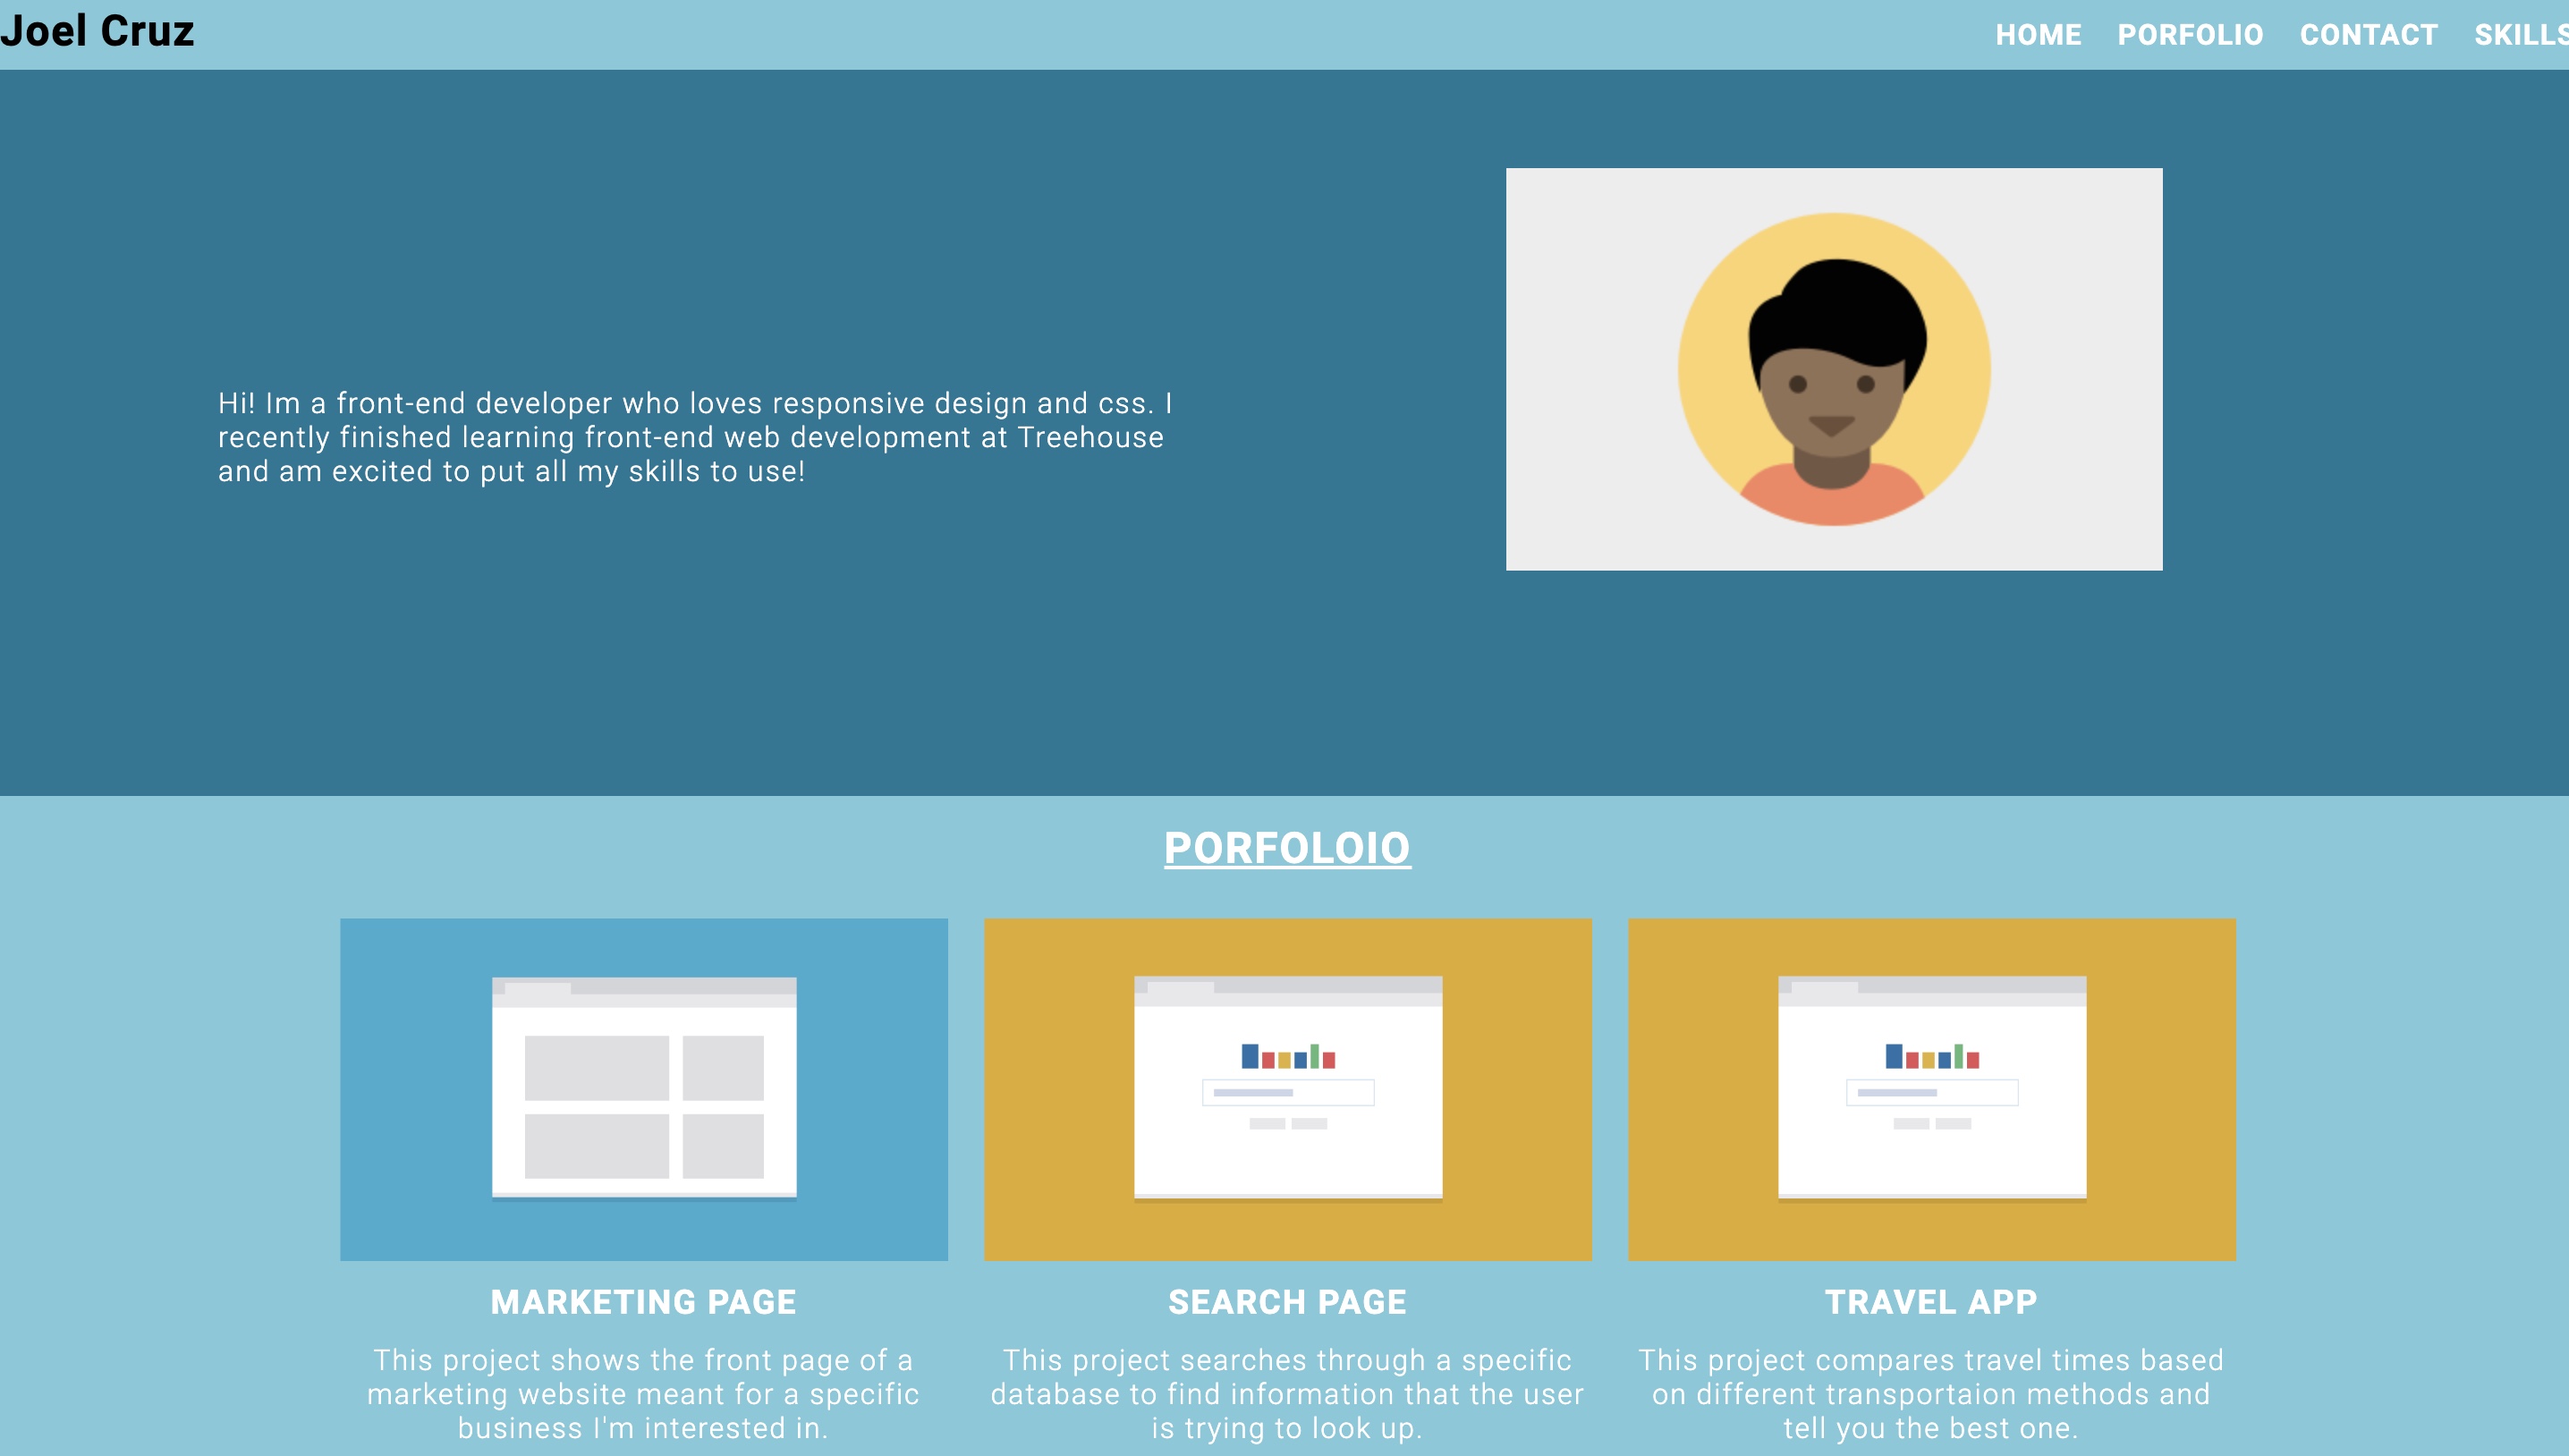 Joel Cruz
HOME PORFOLIO CONTACT SKILLS
Hi! Im a front-end developer who loves responsive design and css. I
recently finished learning front-end web development at Treehouse
and am excited to put all my skills to use!
PORFOLOIO
MARKETING PAGE
This project shows the front page of a
marketing website meant for a specific
business I'm interested in.
SEARCH PAGE
This project searches through a specific
database to find information that the user
is trying to look up.
TRAVEL APP
This project compares travel times based
on different transportaion methods and
tell you the best one.